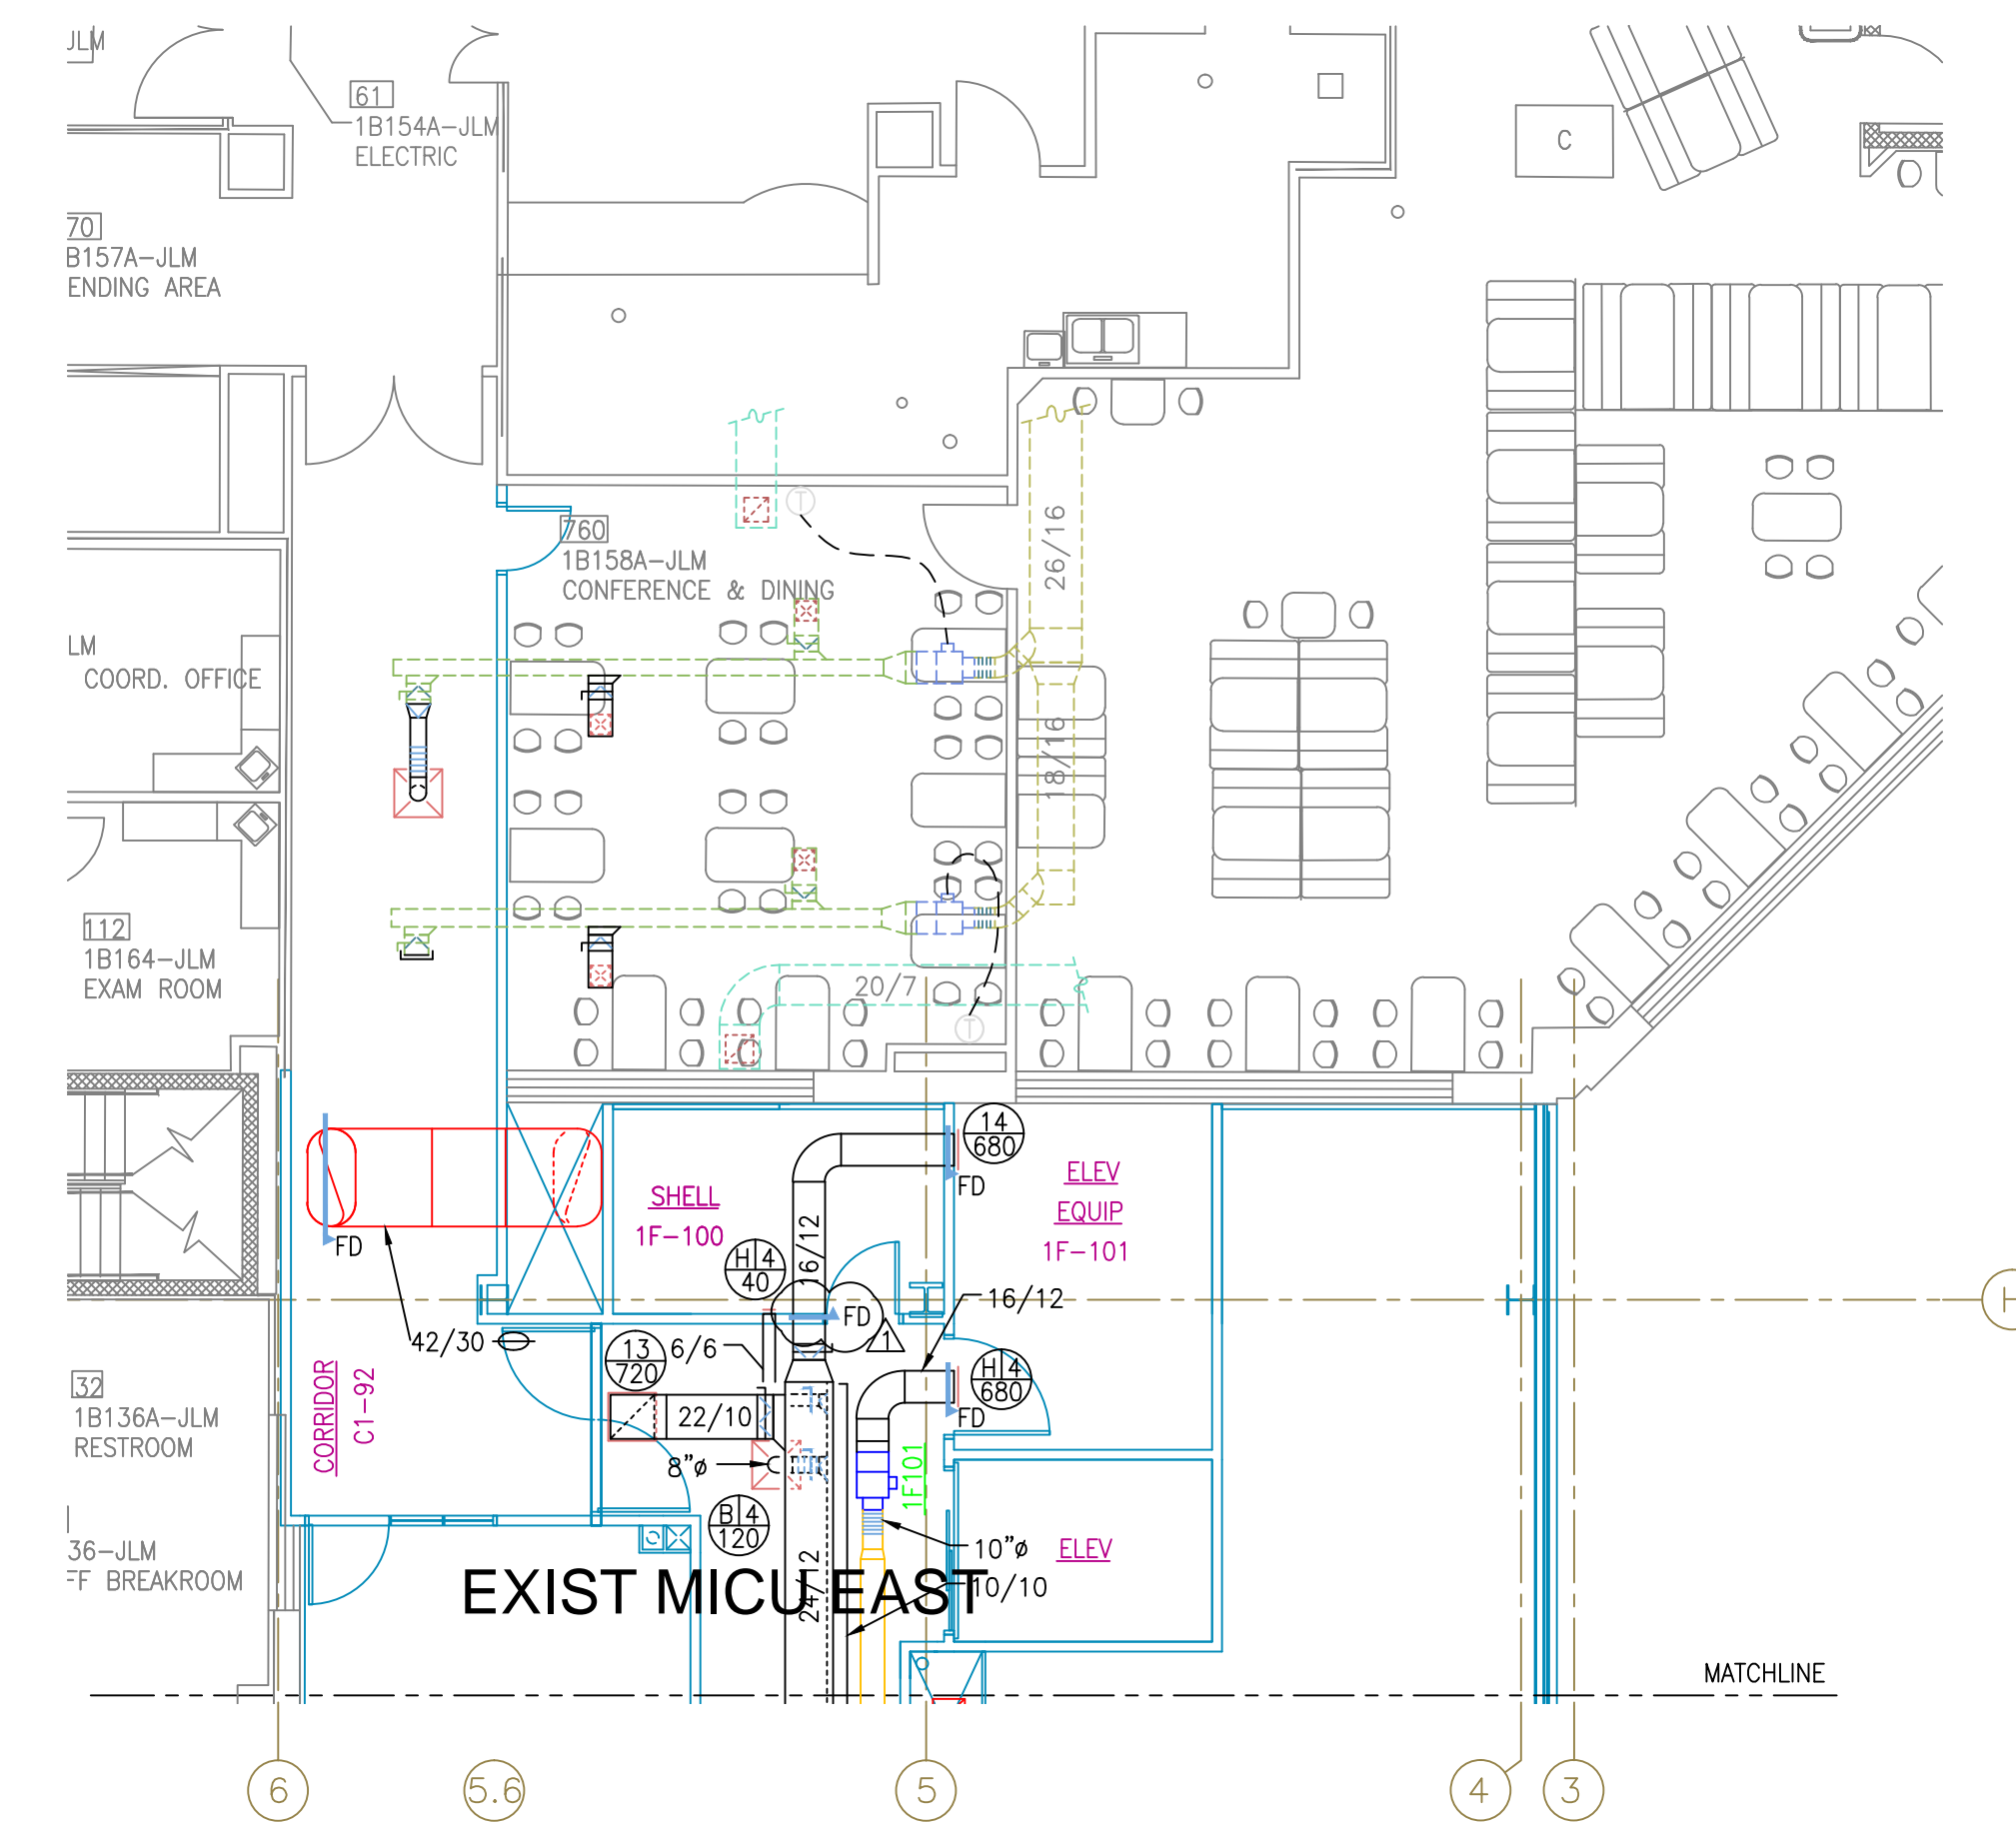 JLM
61
1B154A-JLM
ELECTRIC
C
70
B157A-JLM
ENDING AREA
T
760
1B158A-JLM
CONFERENCE & DINING
26/16
LM
COORD. OFFICE
18/16
112
1B164-JLM
EXAM ROOM
20/7
T
14
680
FD
ELEV
EQUIP
1F-101
SHELL
1F-100
16/12
FD
H 4
40
16/12
FD
1
42/30
13
720
6/6
H 4
680
FD
32
1B136A-JLM
RESTROOM
CORRIDOR
C1-92
22/10
8"ø
1F101
B 4
120
10"ø
ELEV
36-JLM
FF BREAKROOM
EXIST MICU EAST
24/12
10/10
MATCHLINE
6
5.6
5
4
3